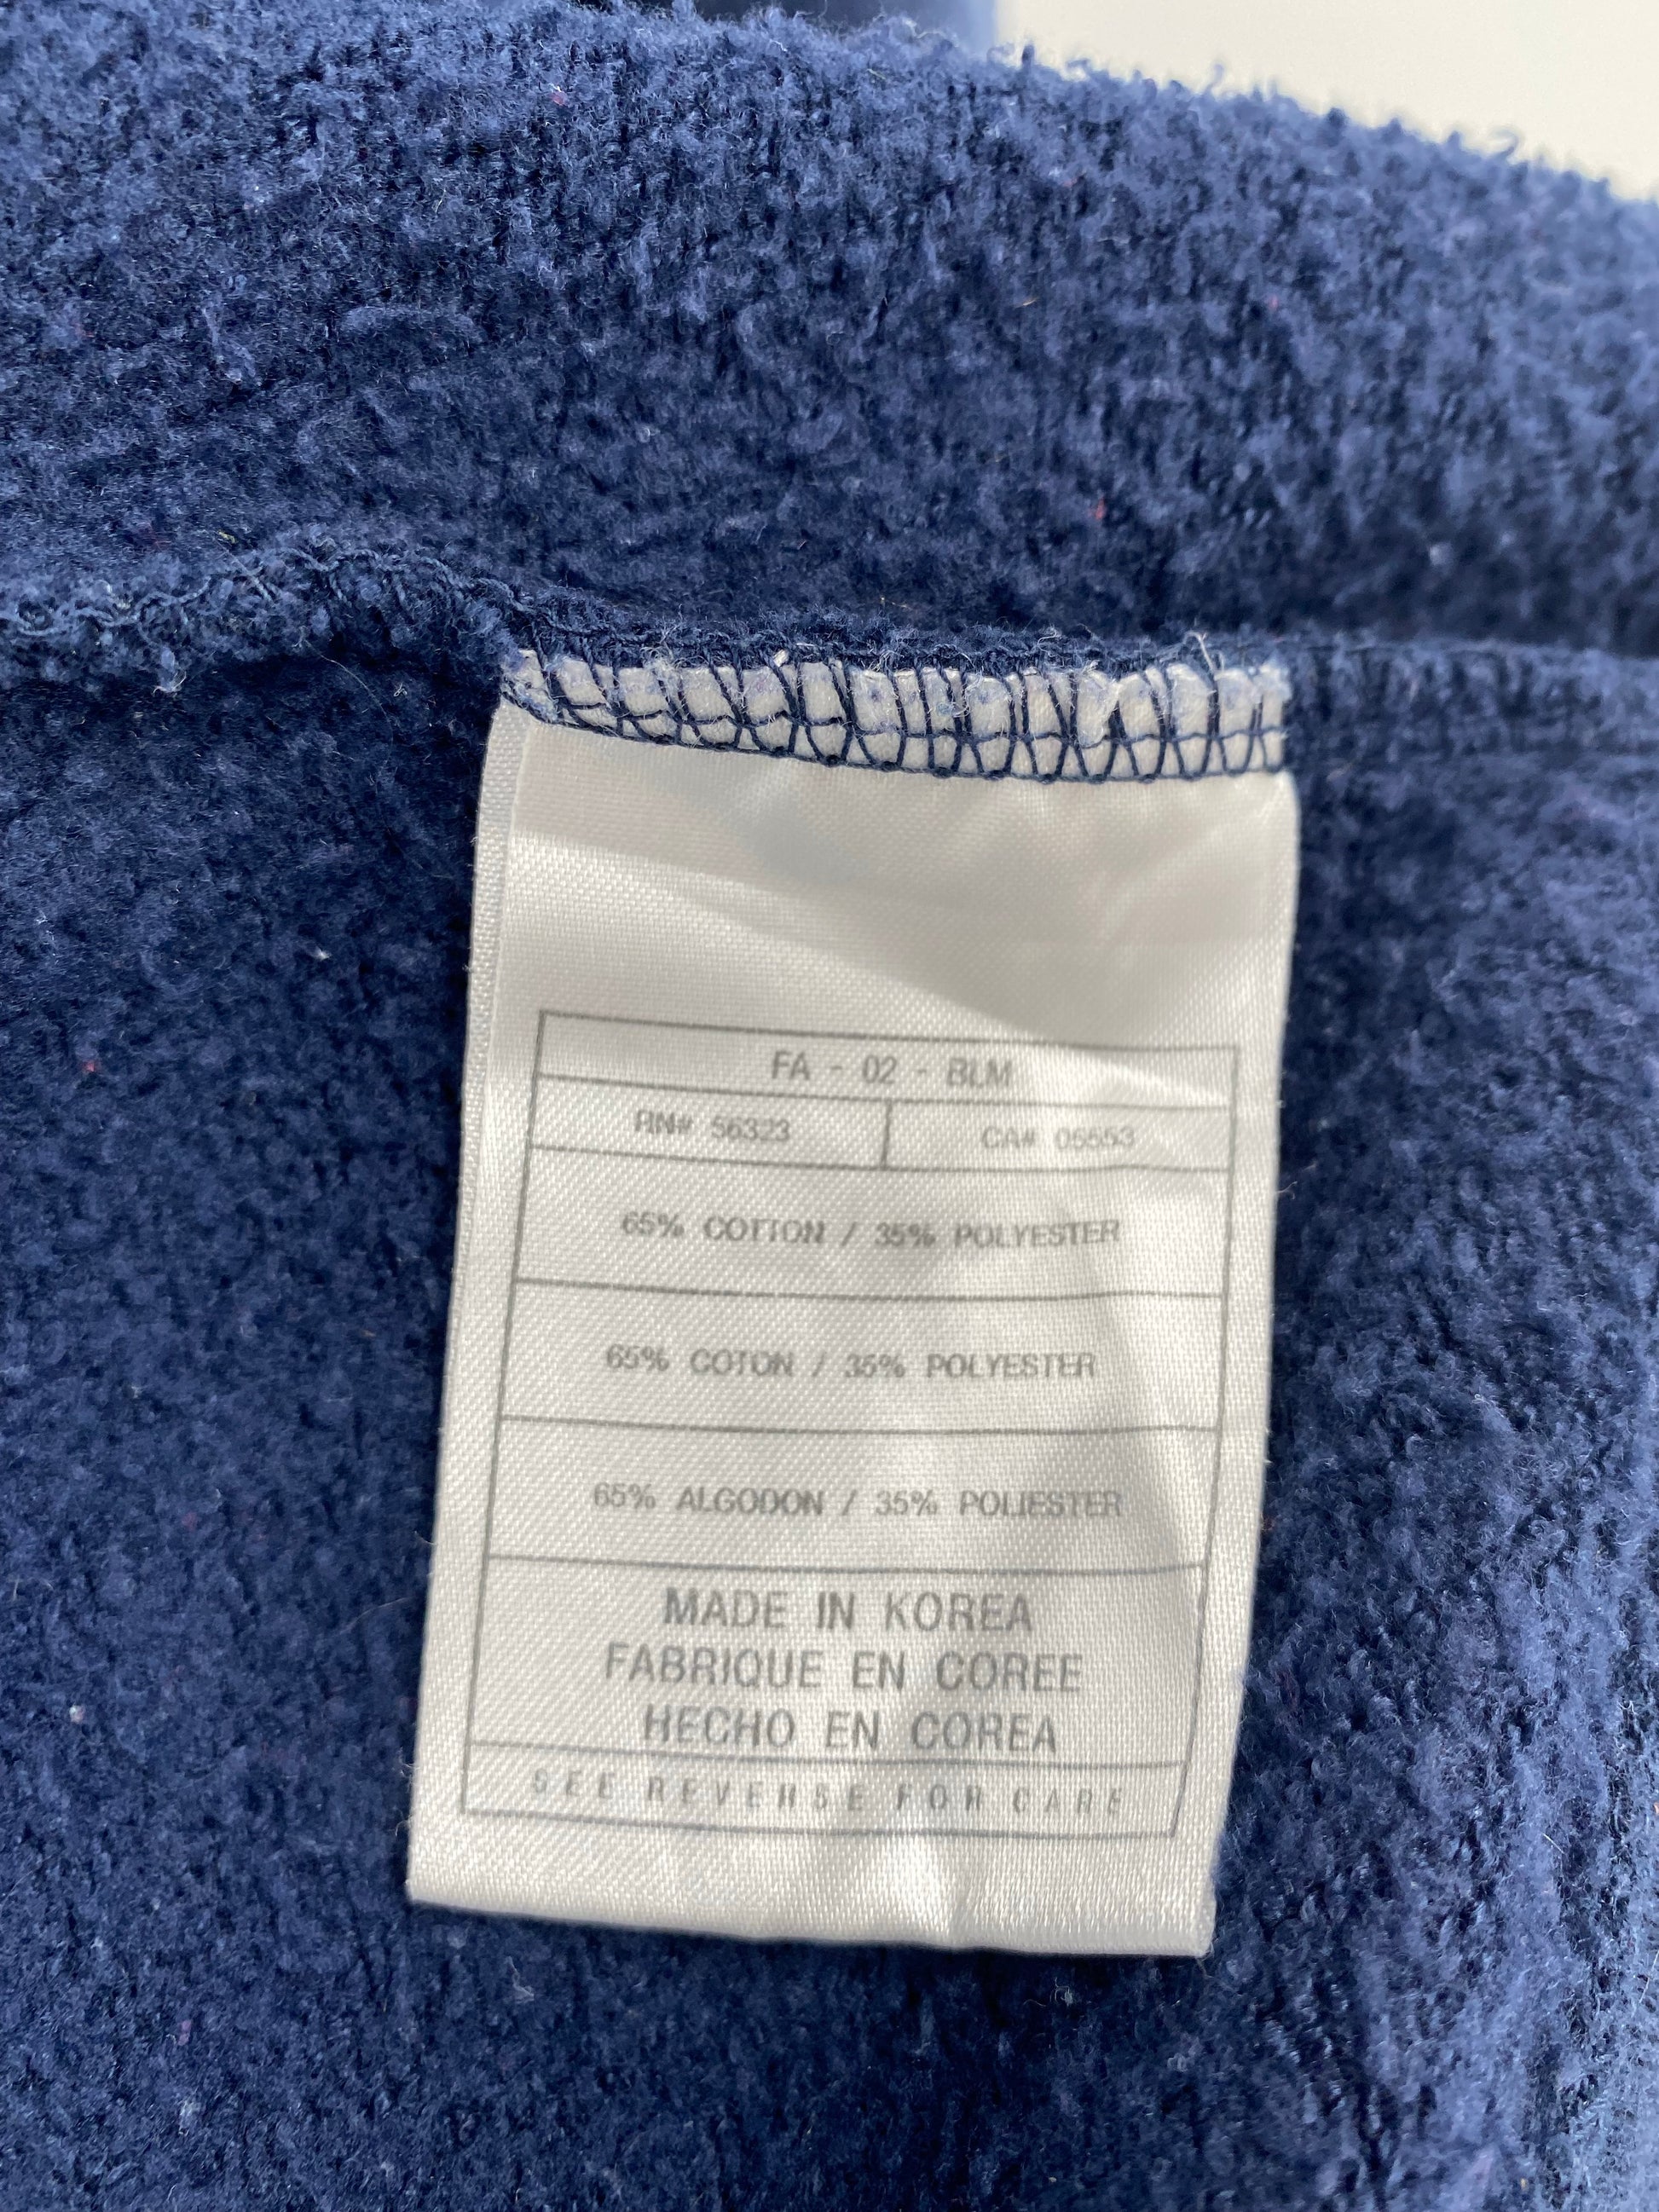 FA - 02 - BLM
RN# 56323
CA# 05553
65% COTTON / 35% POLYESTER
65% COTON / 35% POLYESTER
65% ALGODON / 35% POLIESTER
MADE IN KOREA
FABRIQUE EN COREE
HECHO EN COREA
SEE REVERSE FOR CARE